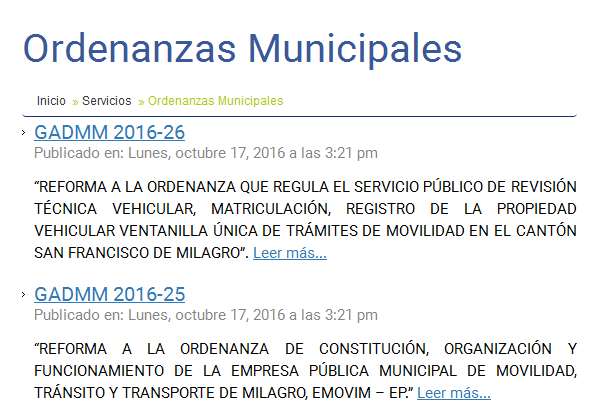 Ordenanzas Municipales
Inicio » Servicios » Ordenanzas Municipales
GADMM 2016-26
Publicado en: Lunes, octubre 17, 2016 a las 3:21 pm
“REFORMA A LA ORDENANZA QUE REGULA EL SERVICIO PÚBLICO DE REVISIÓN
TÉCNICA VEHICULAR, MATRICULACIÓN, REGISTRO DE LA PROPIEDAD
VEHICULAR VENTANILLA ÚNICA DE TRÁMITES DE MOVILIDAD EN EL CANTÓN
SAN FRANCISCO DE MILAGRO”. Leer más...
GADMM 2016-25
Publicado en: Lunes, octubre 17, 2016 a las 3:21 pm
“REFORMA A LA ORDENANZA DE CONSTITUCIÓN, ORGANIZACIÓN Y
FUNCIONAMIENTO DE LA EMPRESA PÚBLICA MUNICIPAL DE MOVILIDAD,
TRÁNSITO Y TRANSPORTE DE MILAGRO, EMOVIM – EP.” Leer más...